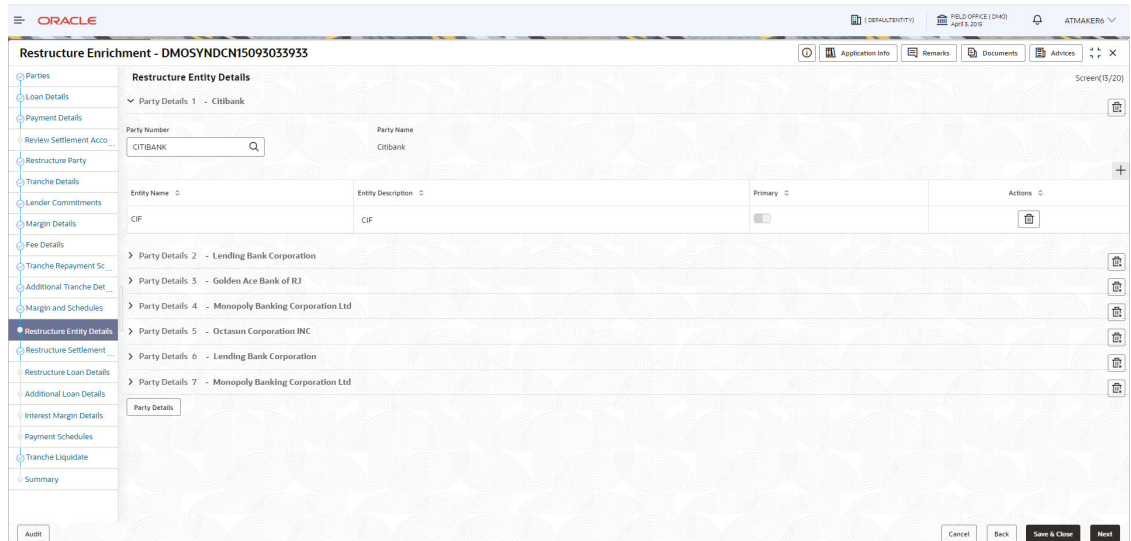 ORACLE
( DEFAULTENTITY)
FIELD OFFICE ( DMO)
April 3, 2015
ATMAKER6
Restructure Enrichment - DMOSYNDCN15093033933
Application Info
Remarks
Documents
Advices
Parties
Loan Details
Payment Details
Review Settlement Acco ...
Restructure Party
Tranche Details
Lender Commitments
Margin Details
Fee Details
Tranche Repayment Sc ...
Additional Tranche Det ...
Margin and Schedules
Restructure Entity Details
Restructure Settlement ...
Restructure Loan Details
Additional Loan Details
Interest Margin Details
Payment Schedules
Tranche Liquidate
Summary
Restructure Entity Details
Screen(13/20)
Party Details 1 - Citibank
Party Number
Party Name
CITIBANK
Citibank
Entity Name
Entity Description
Primary
Actions
CIF
CIF
Party Details 2 - Lending Bank Corporation
Party Details 3 - Golden Ace Bank of RJ
Party Details 4 - Monopoly Banking Corporation Ltd
Party Details 5 - Octasun Corporation INC
Party Details 6 - Lending Bank Corporation
Party Details 7 - Monopoly Banking Corporation Ltd
Party Details
Audit
Cancel
Back
Save & Close
Next